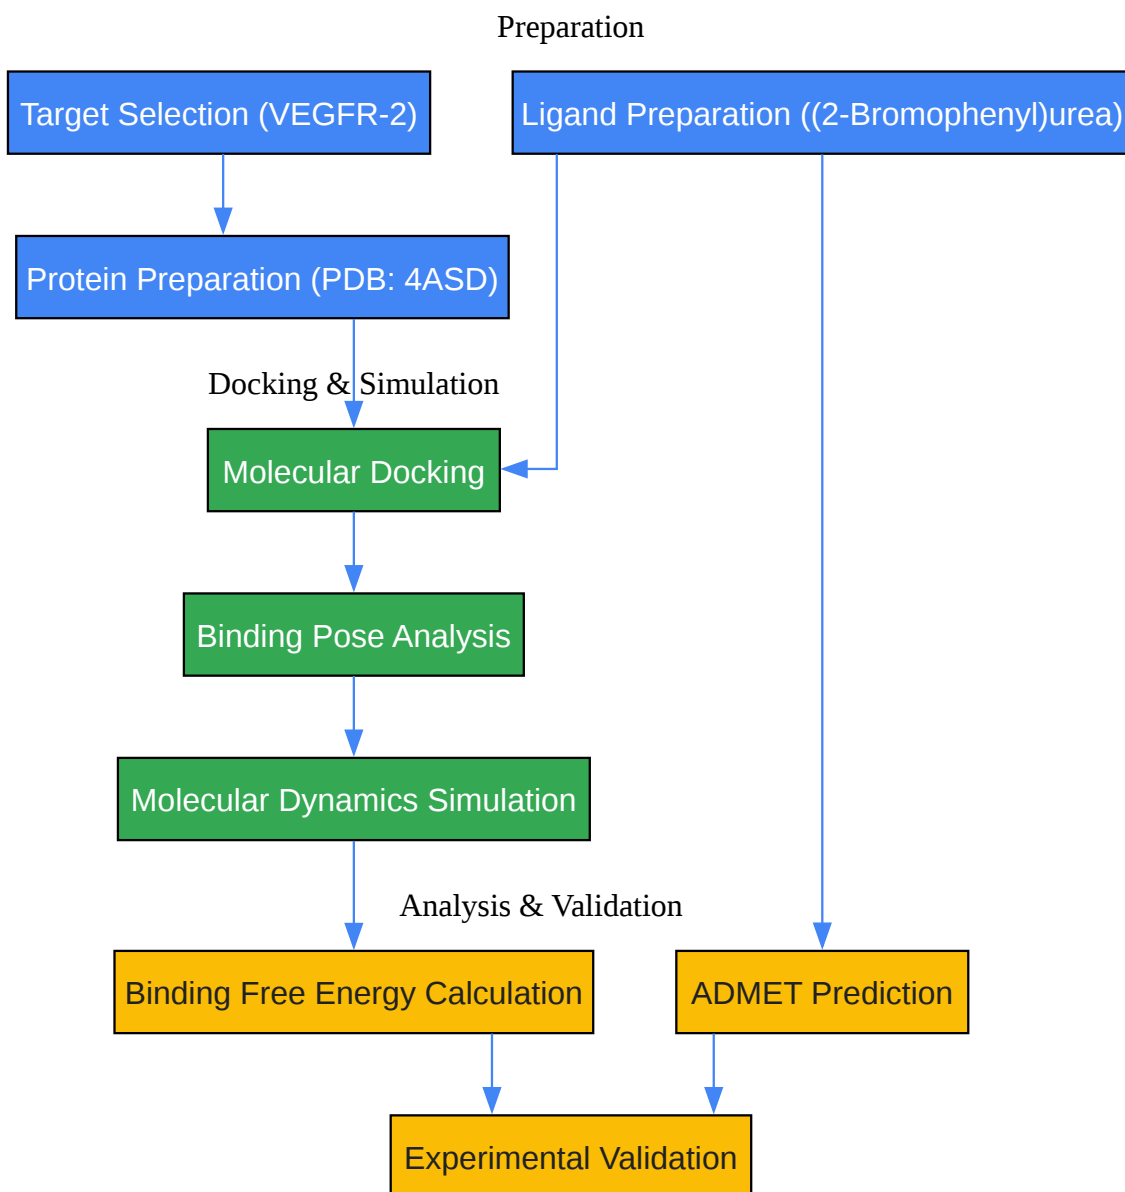 Preparation
Target Selection (VEGFR-2)
Ligand Preparation ((2-Bromophenyl)urea)
Protein Preparation (PDB: 4ASD)
Docking & Simulation
Molecular Docking
Binding Pose Analysis
Molecular Dynamics Simulation
Analysis & Validation
Binding Free Energy Calculation
ADMET Prediction
Experimental Validation